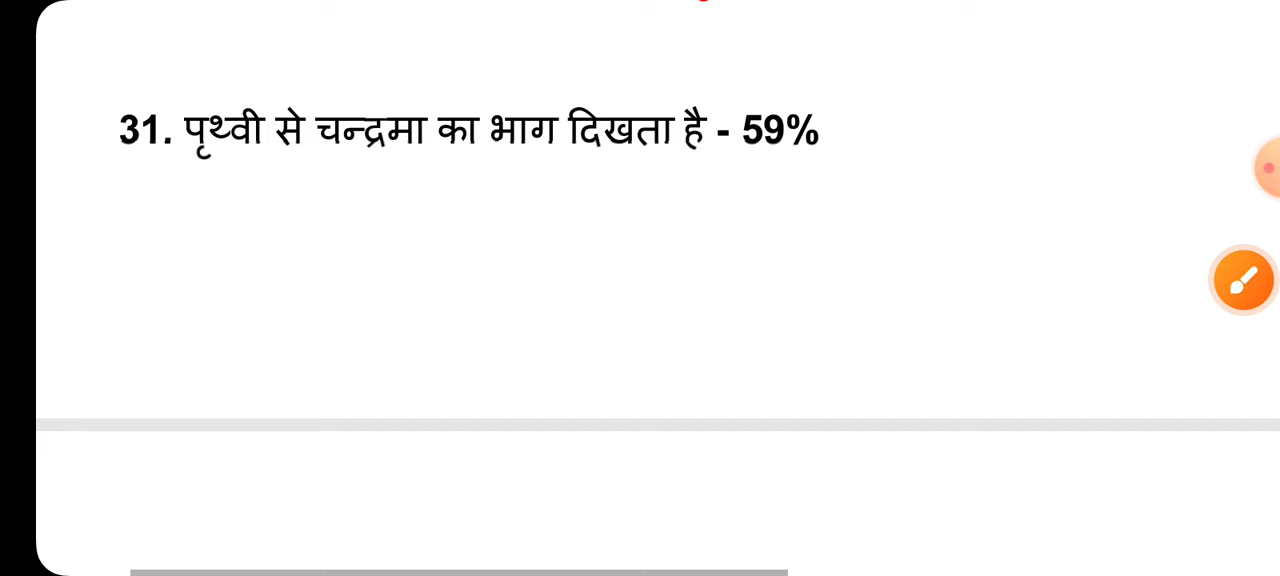 31. पृथ्वी से चन्द्रमा का भाग दिखता है - 59%